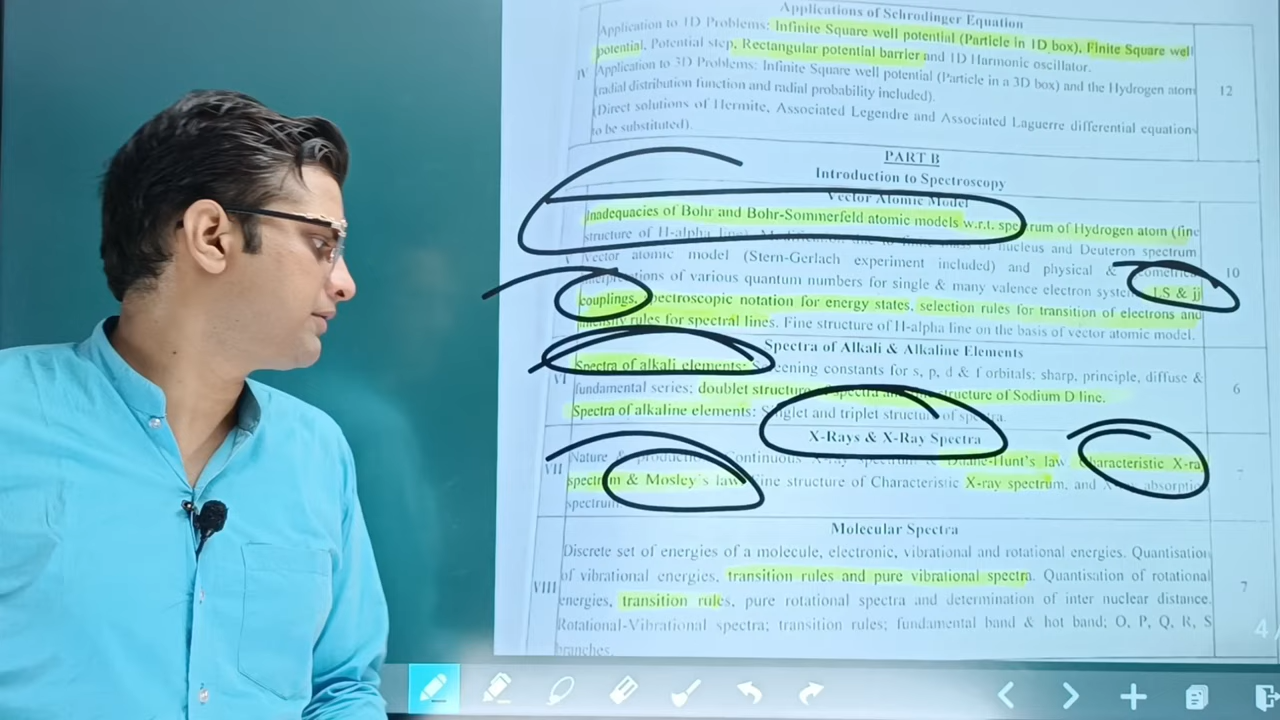 Applications of Schrodinger Equation
Application to 1D Problems: Infinite Square well potential (Particle in 1D box), Finite Square well
potential, Potential step, Rectangular potential barrier and 1D Harmonic oscillator.
IV Application to 3D Problems: Infinite Square well potential (Particle in a 3D box) and the Hydrogen atom 12
(radial distribution function and radial probability included).
(Direct solutions of Hermite, Associated Legendre and Associated Laguerre differential equations
to be substituted).
PART B
Introduction to Spectroscopy
Vector Atomic Model
Inadequacies of Bohr and Bohr-Sommerfeld atomic models w.r.t. spe rum of Hydrogen atom (fine
structure of H-alpha line) nucleus and Deuteron spectrum
V Vector atomic model (Stern-Gerlach experiment included) and physical & 10
of various quantum numbers for single & many valence electron LS & jj
couplings, spectroscopic notation for energy states, selection rules for transition of electrons and
intensity rules for spectral lines. Fine structure of H-alpha line on the basis of vector atomic model.
Spectra of Alkali & Alkaline Elements
Spectra of alkali elements: screening constants for s, p, d & f orbitals; sharp, principle, diffuse &
VI fundamental series; doublet structure of spectra structure of Sodium D line. 6
Spectra of alkaline elements: Singlet and triplet structure of spectra.
X-Rays & X-Ray Spectra
VII Nature & Continuous spectrum & Duane-Hunt's law Characteristic X-ra 7
spectrum & Mosley's law fine structure of Characteristic X-ray spectrum, and absorptio
spectrum
Molecular Spectra
Discrete set of energies of a molecule, electronic, vibrational and rotational energies. Quantisation
of vibrational energies, transition rules and pure vibrational spectra. Quantisation of rotational
VIII energies, transition rules, pure rotational spectra and determination of inter nuclear distance. 7
Rotational-Vibrational spectra; transition rules; fundamental band & hot band; O, P, Q, R, S
branches.
4